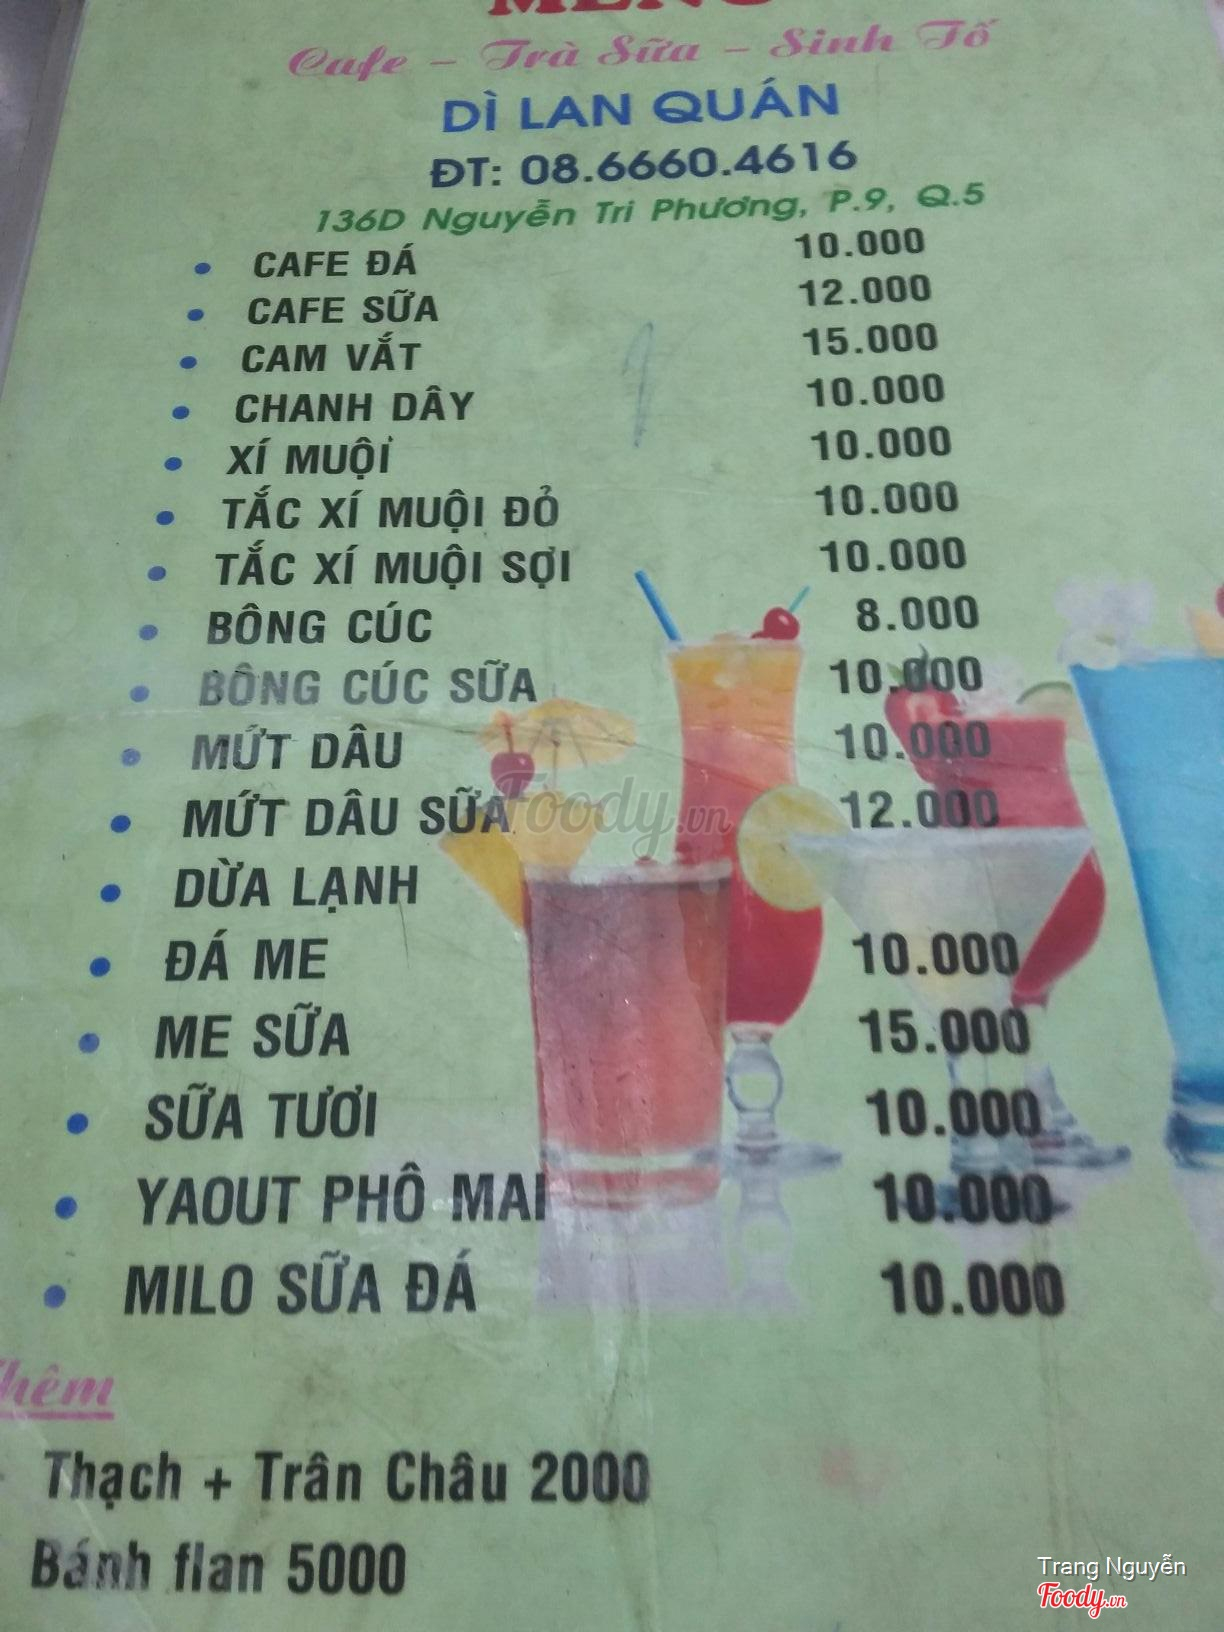 MENU
Cafe - Trà Sữa - Sinh Tố
DÌ LAN QUÁN
ĐT: 08.6660.4616
136D Nguyễn Tri Phương, P.9, Q.5
• CAFE ĐÁ 10.000
• CAFE SỮA 12.000
• CAM VẮT 15.000
• CHANH DÂY 10.000
• XÍ MUỘI 10.000
• TẮC XÍ MUỘI ĐỎ 10.000
• TẮC XÍ MUỘI SỢI 10.000
• BÔNG CÚC 8.000
• BÔNG CÚC SỮA 10.000
• MỨT DÂU 10.000
• MỨT DÂU SỮA 12.000
• DỪA LẠNH
• ĐÁ ME 10.000
• ME SỮA 15.000
• SỮA TƯƠI 10.000
• YAOUT PHÔ MAI 10.000
• MILO SỮA ĐÁ 10.000
Thêm
Thạch + Trân Châu 2000
Bánh flan 5000
Foody.vn
Trang Nguyễn
Foody.vn